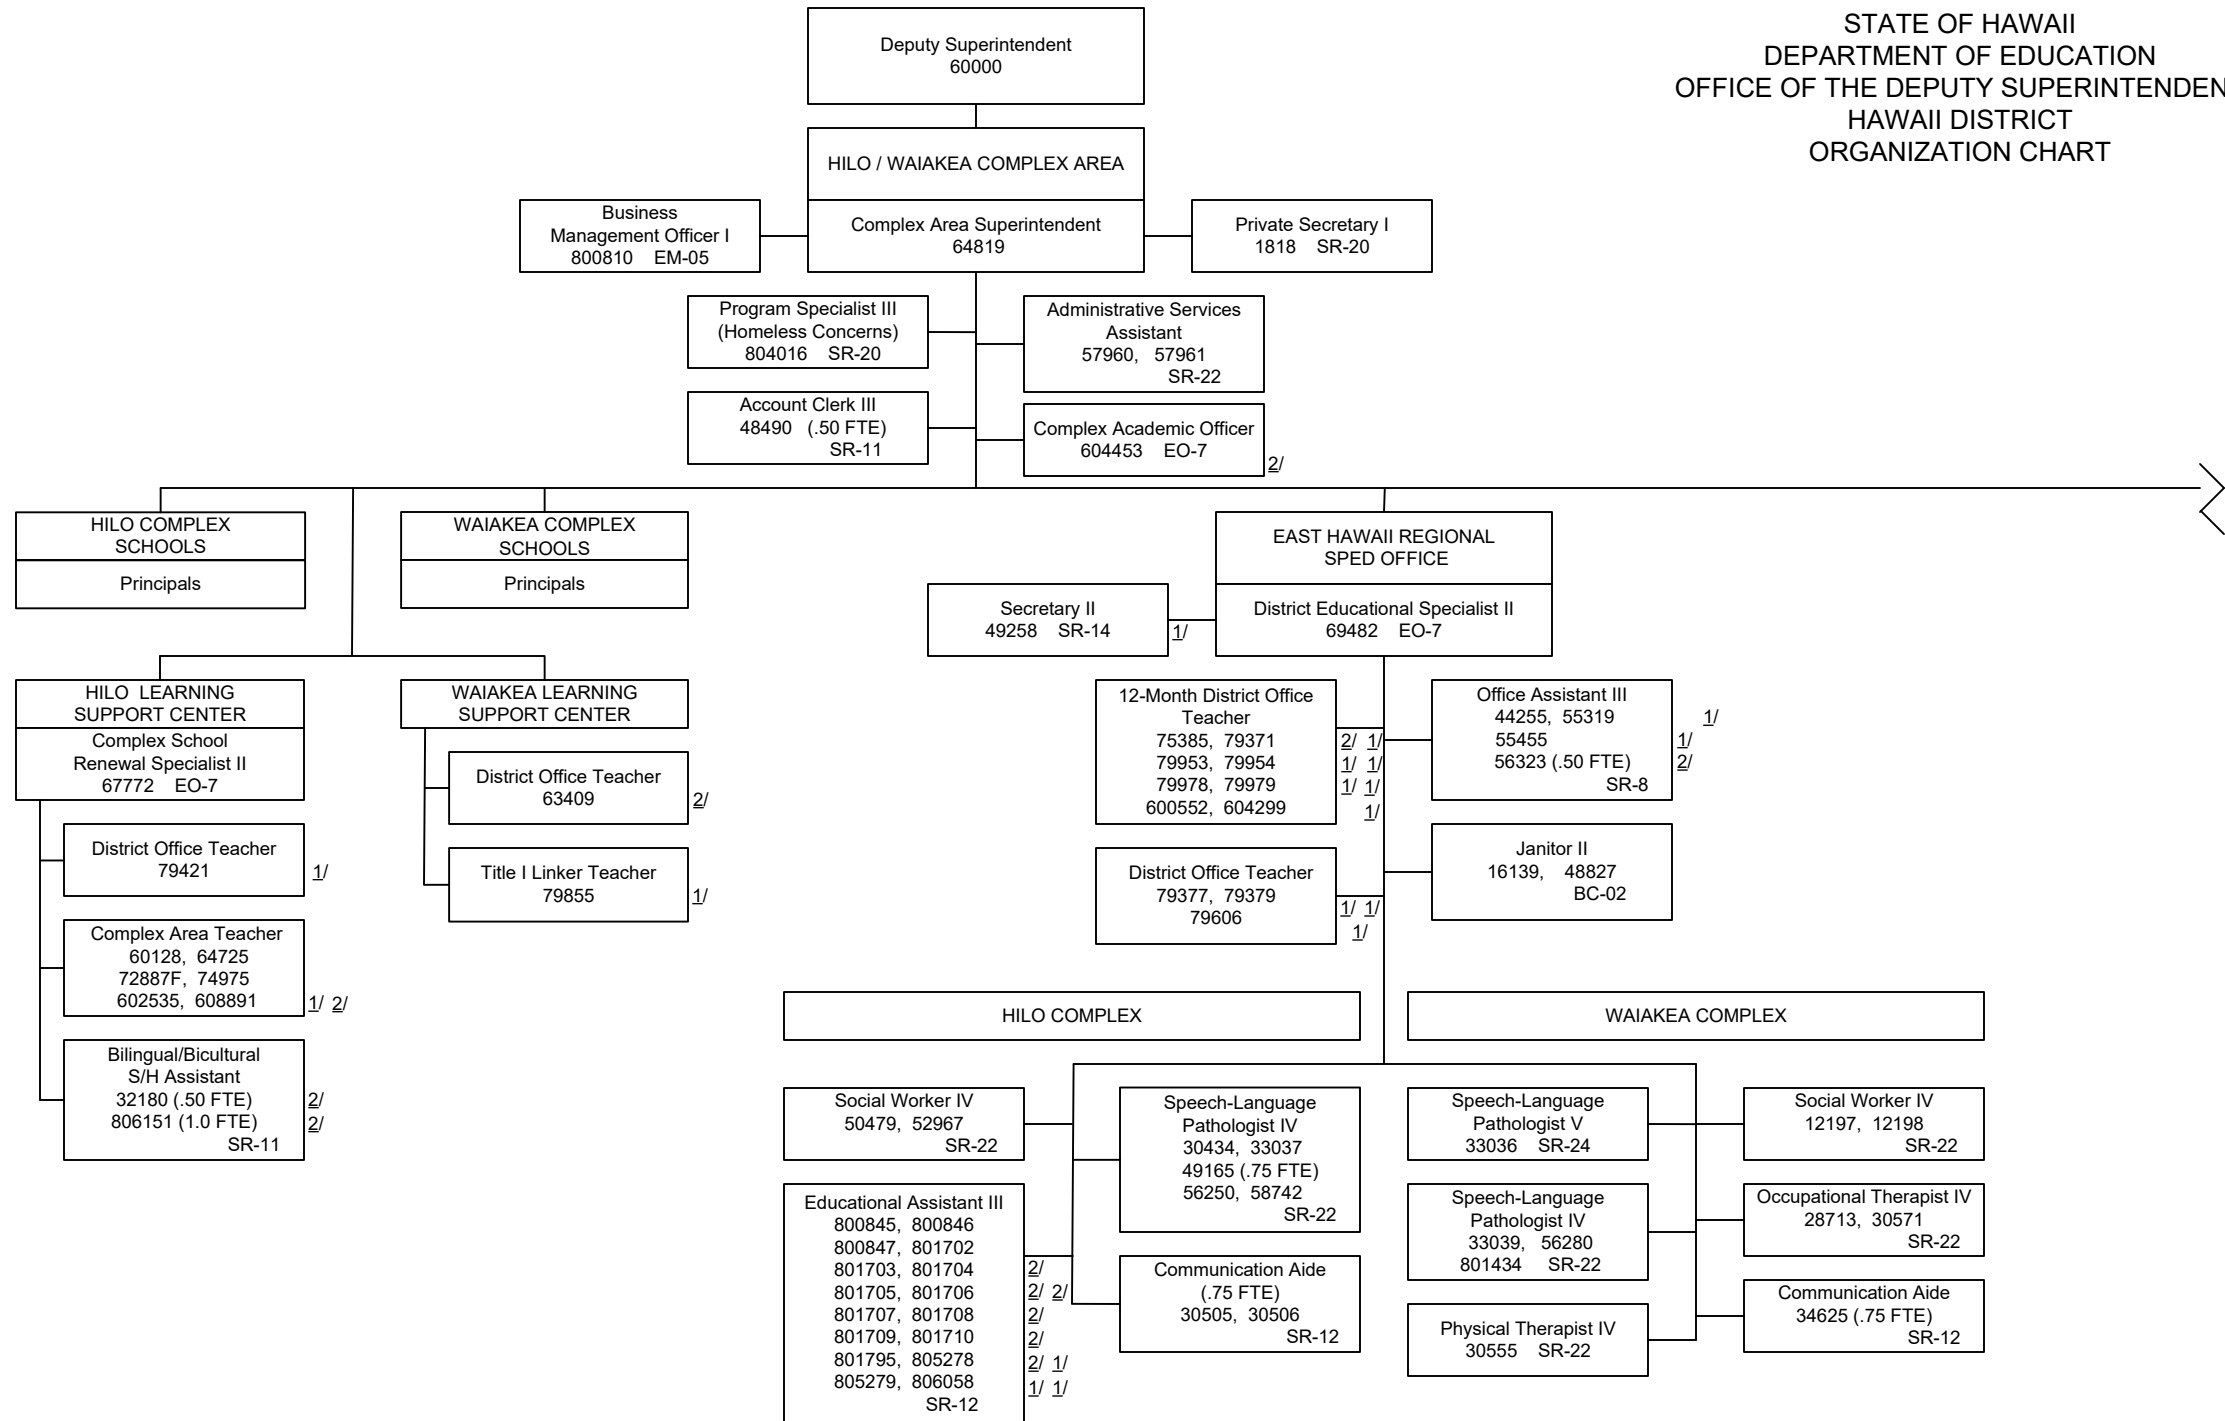 STATE OF HAWAII
DEPARTMENT OF EDUCATION
OFFICE OF THE DEPUTY SUPERINTENDEN
HAWAII DISTRICT
ORGANIZATION CHART
Deputy Superintendent
60000
HILO / WAIAKEA COMPLEX AREA
Complex Area Superintendent
64819
Business
Management Officer I
800810 EM-05
Private Secretary I
1818 SR-20
Program Specialist III
(Homeless Concerns)
804016 SR-20
Administrative Services
Assistant
57960, 57961
SR-22
Account Clerk III
48490 (.50 FTE)
SR-11
Complex Academic Officer
604453 EO-7
2/
HILO COMPLEX
SCHOOLS
Principals
WAIAKEA COMPLEX
SCHOOLS
Principals
EAST HAWAII REGIONAL
SPED OFFICE
District Educational Specialist II
69482 EO-7
Secretary II
49258 SR-14
1/
HILO LEARNING
SUPPORT CENTER
Complex School
Renewal Specialist II
67772 EO-7
District Office Teacher
79421
1/
Complex Area Teacher
60128, 64725
72887F, 74975
602535, 608891
1/ 2/
Bilingual/Bicultural
S/H Assistant
32180 (.50 FTE) 2/
806151 (1.0 FTE) 2/
SR-11
WAIAKEA LEARNING
SUPPORT CENTER
District Office Teacher
63409
2/
Title I Linker Teacher
79855
1/
12-Month District Office
Teacher
75385, 79371 2/ 1/
79953, 79954 1/ 1/
79978, 79979 1/ 1/
600552, 604299 1/
Office Assistant III
44255, 55319 1/
55455 1/
56323 (.50 FTE) 2/
SR-8
District Office Teacher
79377, 79379 1/ 1/
79606 1/
Janitor II
16139, 48827
BC-02
HILO COMPLEX
Social Worker IV
50479, 52967
SR-22
Speech-Language
Pathologist IV
30434, 33037
49165 (.75 FTE)
56250, 58742
SR-22
Educational Assistant III
800845, 800846
800847, 801702
801703, 801704 2/
801705, 801706 2/ 2/
801707, 801708 2/
801709, 801710 2/
801795, 805278 2/ 1/
805279, 806058 1/ 1/
SR-12
Communication Aide
(.75 FTE)
30505, 30506
SR-12
WAIAKEA COMPLEX
Speech-Language
Pathologist V
33036 SR-24
Social Worker IV
12197, 12198
SR-22
Speech-Language
Pathologist IV
33039, 56280
801434 SR-22
Occupational Therapist IV
28713, 30571
SR-22
Physical Therapist IV
30555 SR-22
Communication Aide
34625 (.75 FTE)
SR-12